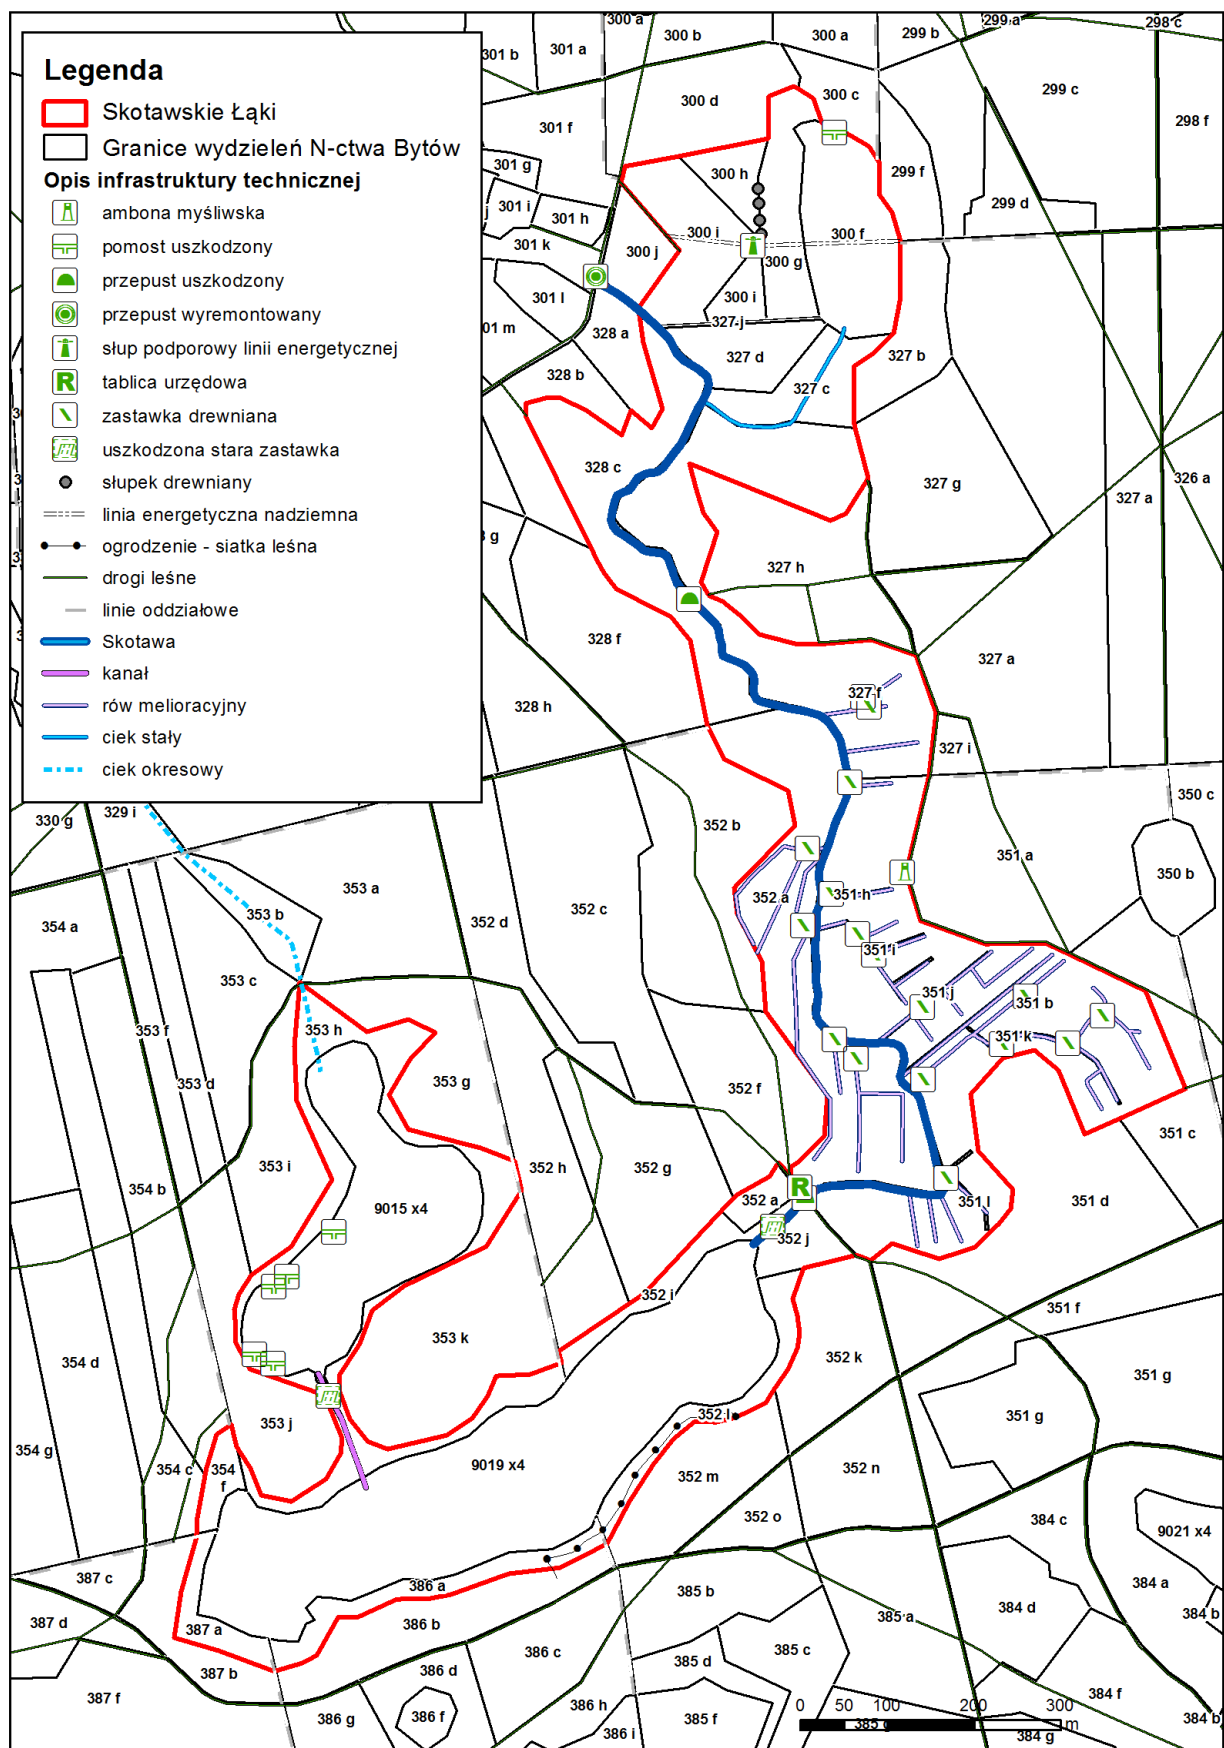 Legenda
Skotawskie Łąki
Granice wydzieleń N-ctwa Bytów
Opis infrastruktury technicznej
ambona myśliwska
pomost uszkodzony
przepust uszkodzony
przepust wyremontowany
słup podporowy linii energetycznej
R tablica urzędowa
zastawka drewniana
uszkodzona stara zastawka
słupek drewniany
linia energetyczna nadziemna
ogrodzenie - siatka leśna
drogi leśne
linie oddziałowe
Skotawa
kanał
rów melioracyjny
ciek stały
ciek okresowy
300 a
299 a
298 c
301 b
301 a
300 b
300 a
299 b
300 d
300 c
299 c
298 f
301 f
301 g
300 h
299 f
j
301 i
301 h
299 d
301 k
300 j
300 i
300 f
300 g
301 l
300 i
01 m
328 a
327 j
327 d
327 b
328 b
327 c
328 c
327 g
326 a
327 a
g
327 h
328 f
327 a
328 h
327 f
327 i
350 c
330 g
329 i
352 b
351 a
350 b
353 a
352 a
351 h
353 b
352 d
352 c
354 a
351 i
353 c
351 j
351 b
353 f
353 h
351 k
353 d
353 g
352 f
351 c
353 i
352 h
352 g
354 b
R
352 a
351 l
351 d
9015 x4
352 j
352 i
351 f
353 k
352 k
354 d
351 g
353 j
352 l
351 g
354 g
354 c
354
f
9019 x4
352 m
352 n
352 o
384 c
9021 x4
387 c
386 a
385 b
384 a
387 d
387 a
386 b
385 a
384 d
384 b
386 c
385 c
387 b
386 d
385 d
387 f
386 h
384 f
386 g
386 f
386 i
385 f
0 50 100 200 300
m
385 g
384 g
384 b